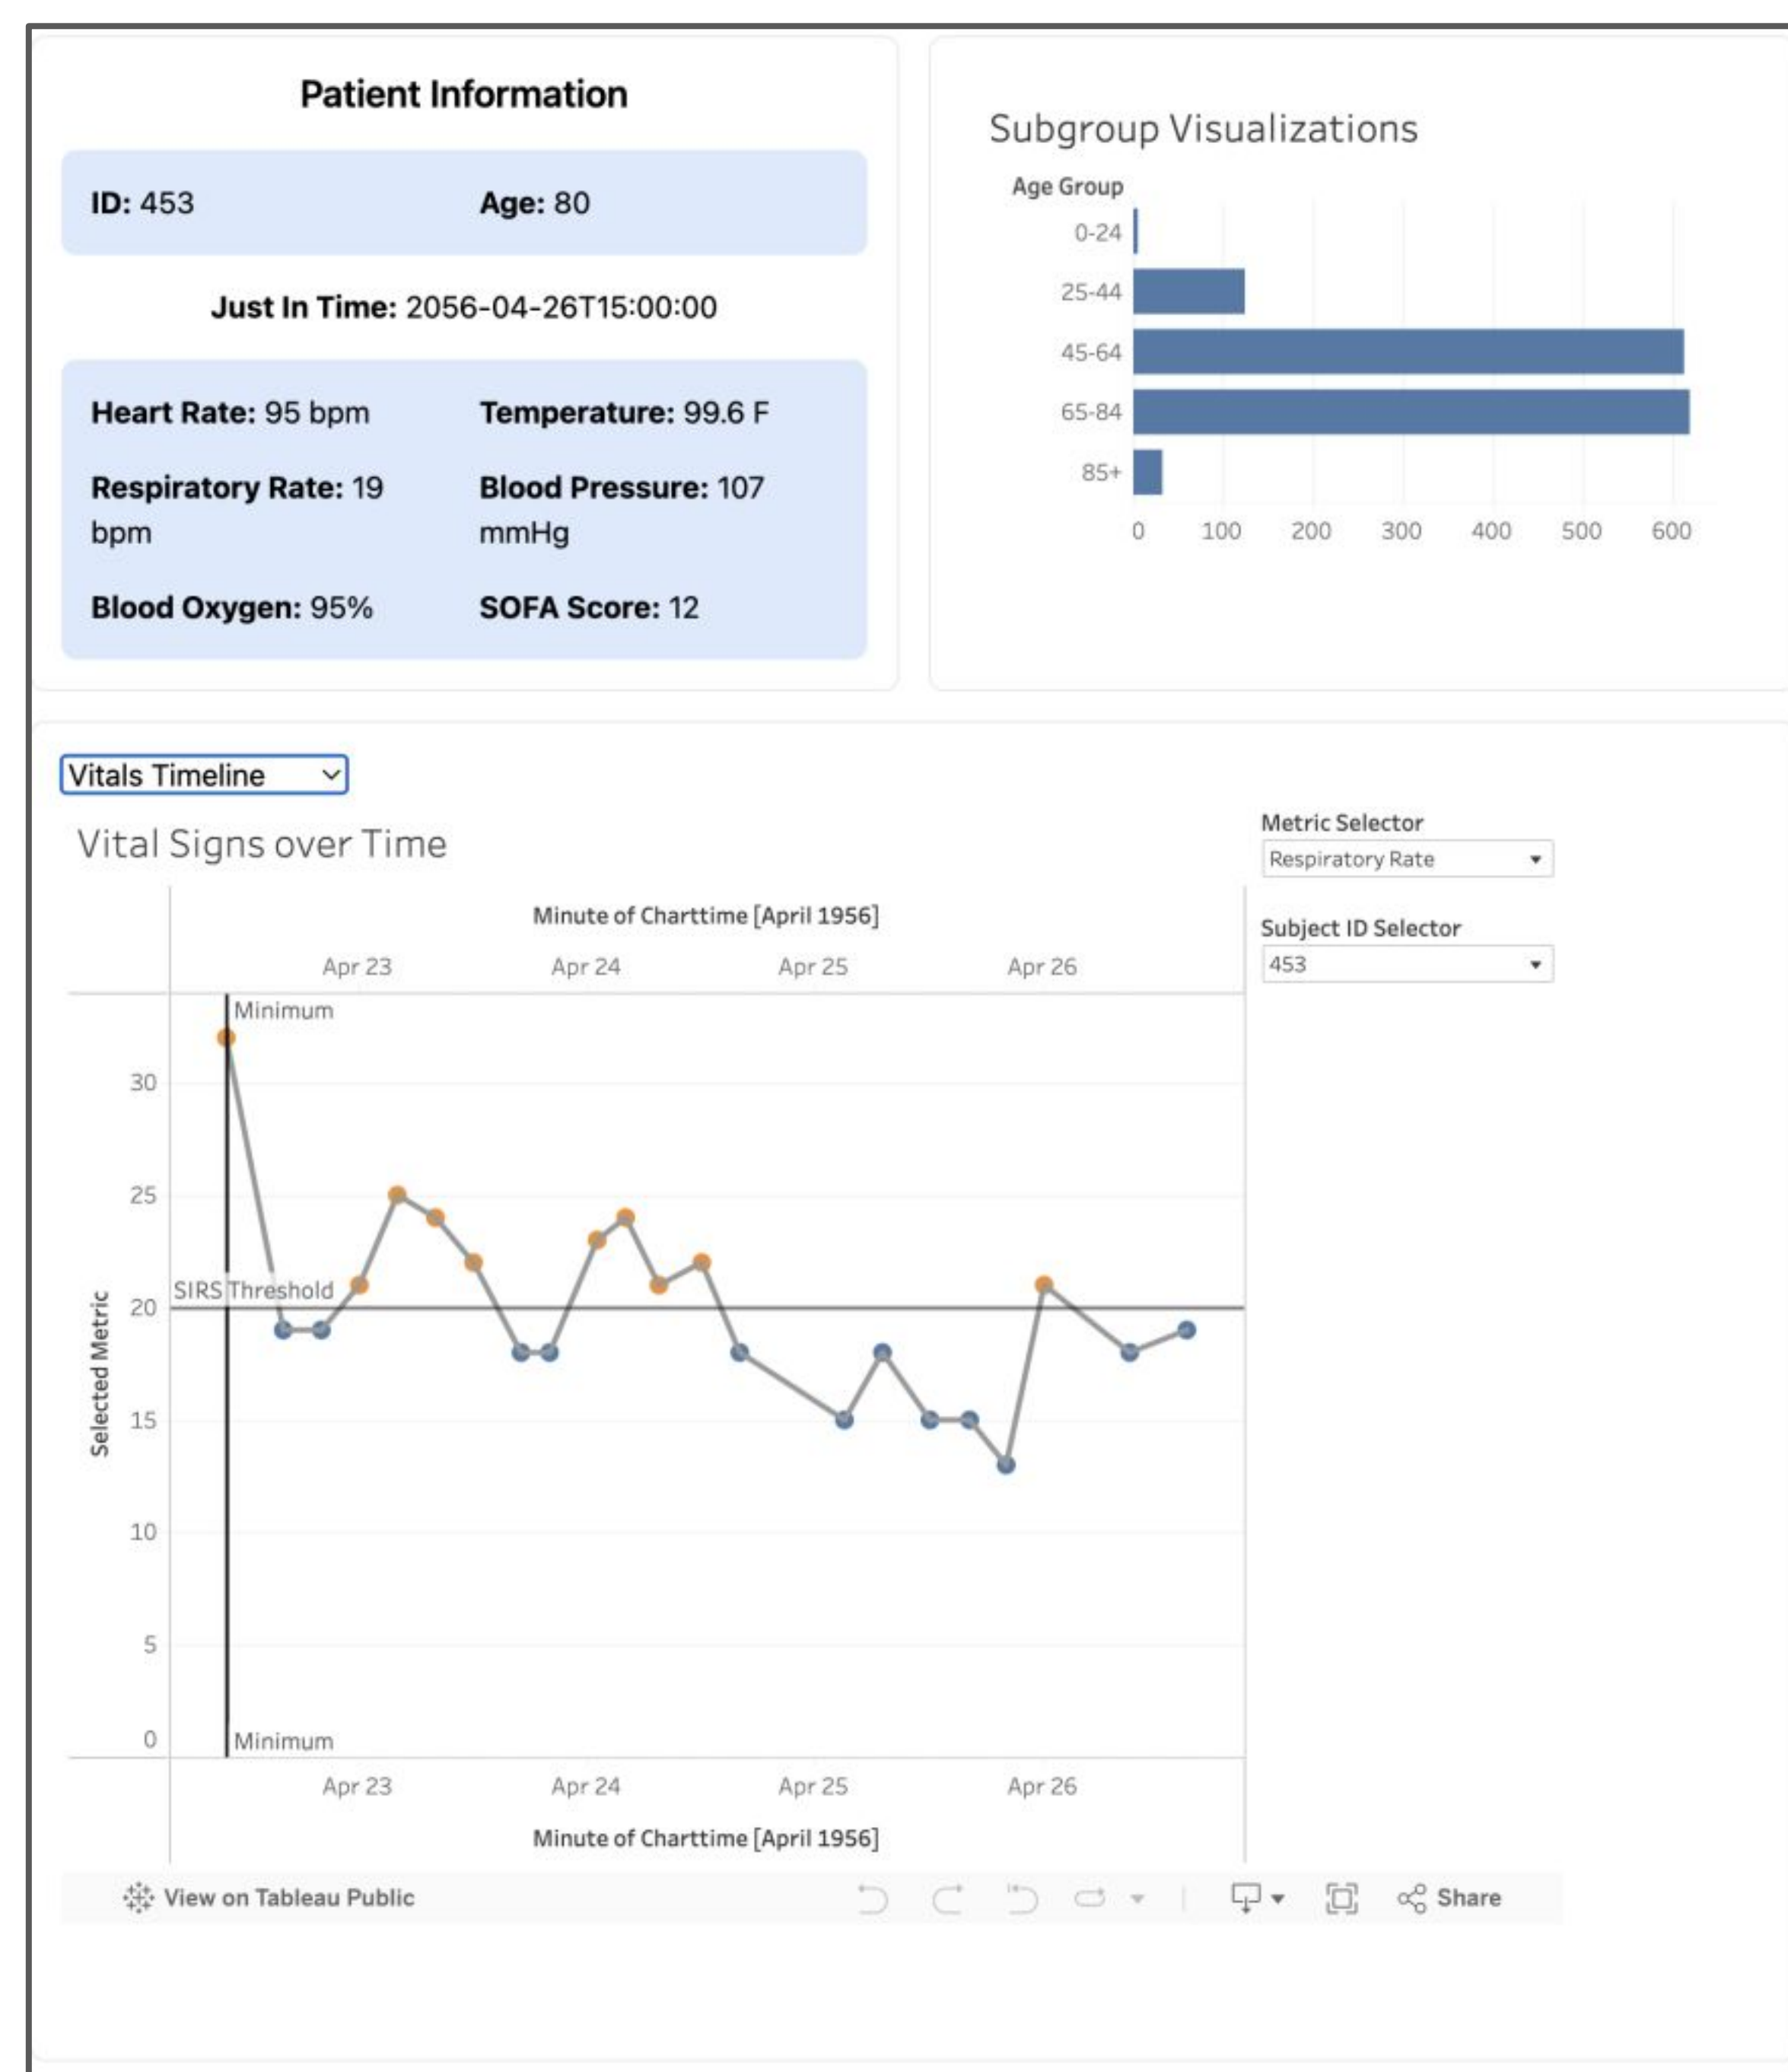 Patient Information
ID: 453 Age: 80
Just In Time: 2056-04-26T15:00:00
Heart Rate: 95 bpm Temperature: 99.6 F
Respiratory Rate: 19
bpm
Blood Pressure: 107
mmHg
Blood Oxygen: 95% SOFA Score: 12
Subgroup Visualizations
Age Group
0-24
25-44
45-64
65-84
85+
0 100 200 300 400 500 600
Vitals Timeline
Vital Signs over Time
Metric Selector
Respiratory Rate
Subject ID Selector
453
Minute of Charttime [April 1956]
Apr 23 Apr 24 Apr 25 Apr 26
Minimum
30
25
SIRS Threshold
20
15
10
5
0
Selected Metric
Minimum
Apr 23 Apr 24 Apr 25 Apr 26
Minute of Charttime [April 1956]
View on Tableau Public
Share